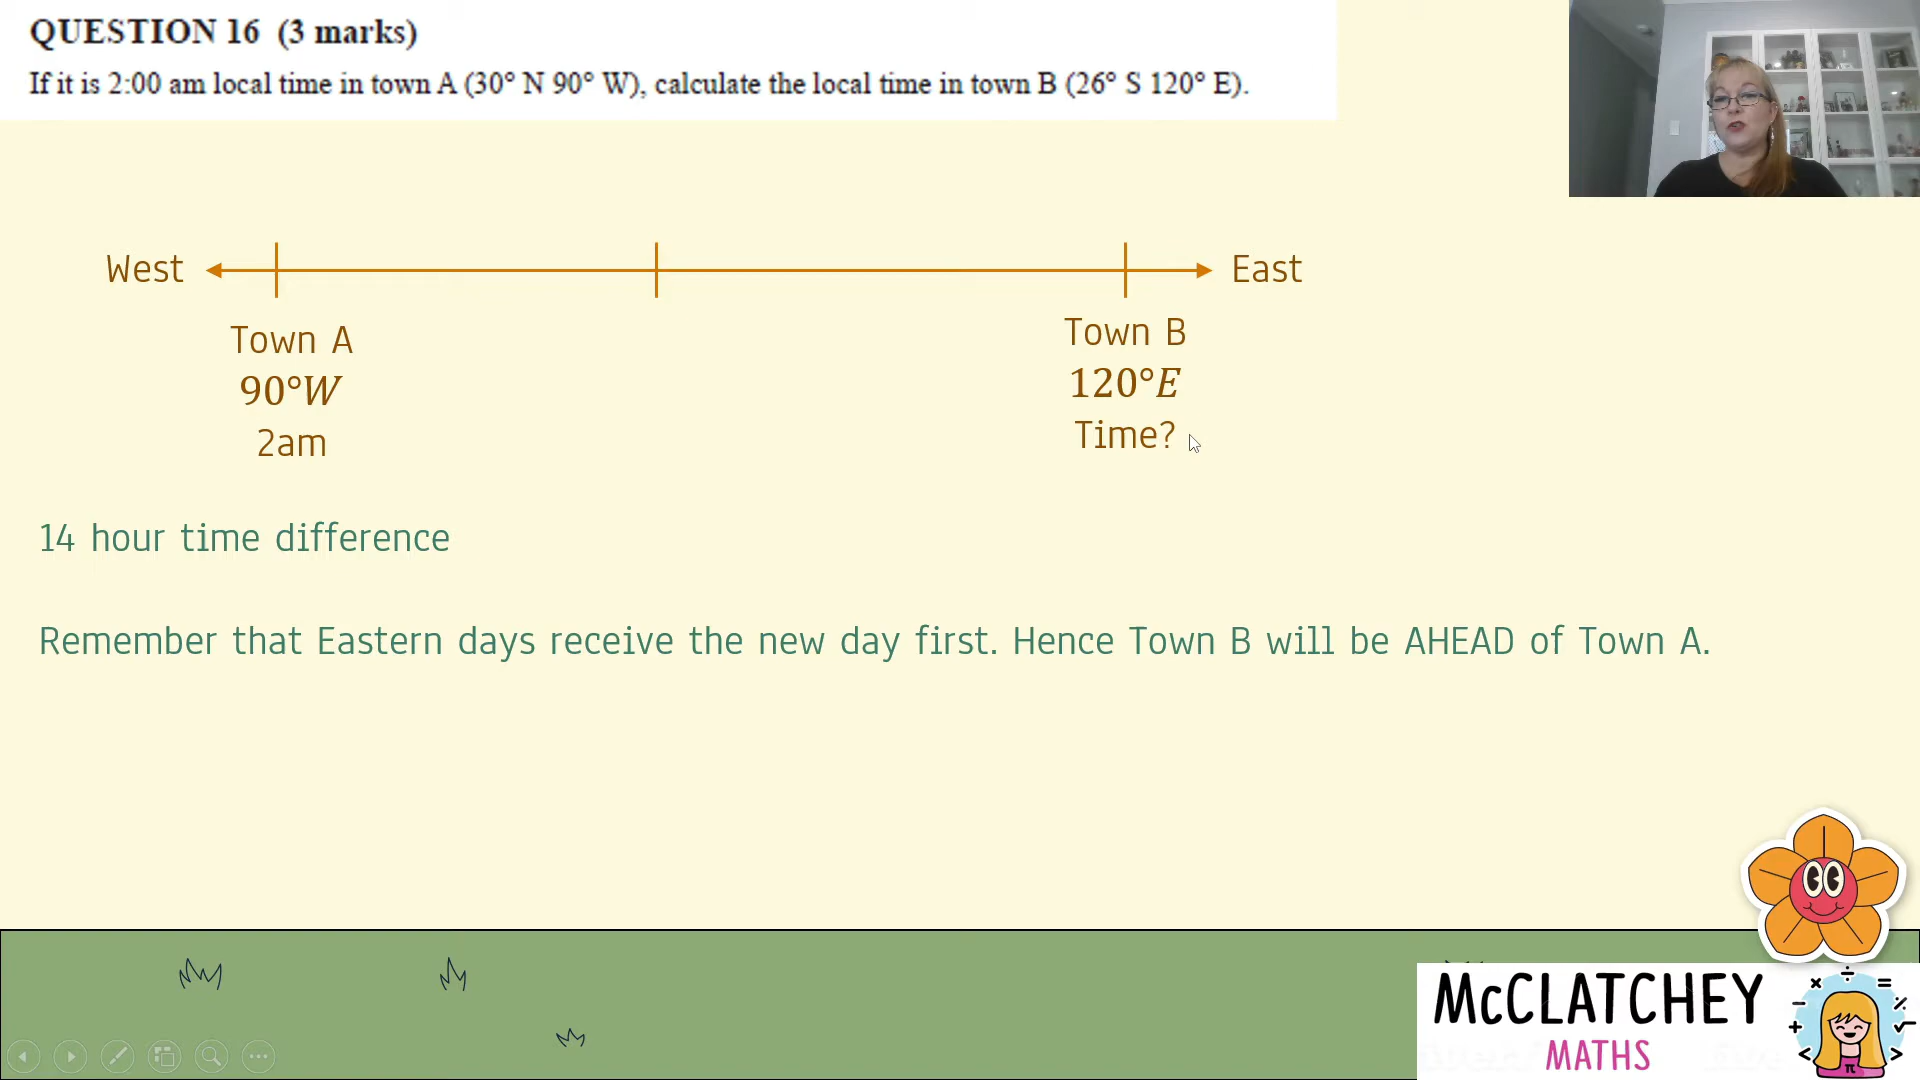 QUESTION 16 (3 marks)
If it is 2:00 am local time in town A (30° N 90° W), calculate the local time in town B (26° S 120° E).
West
East
Town A
90°W
2am
Town B
120°E
Time?
14 hour time difference
Remember that Eastern days receive the new day first. Hence Town B will be AHEAD of Town A.
McCLATCHEY
MATHS